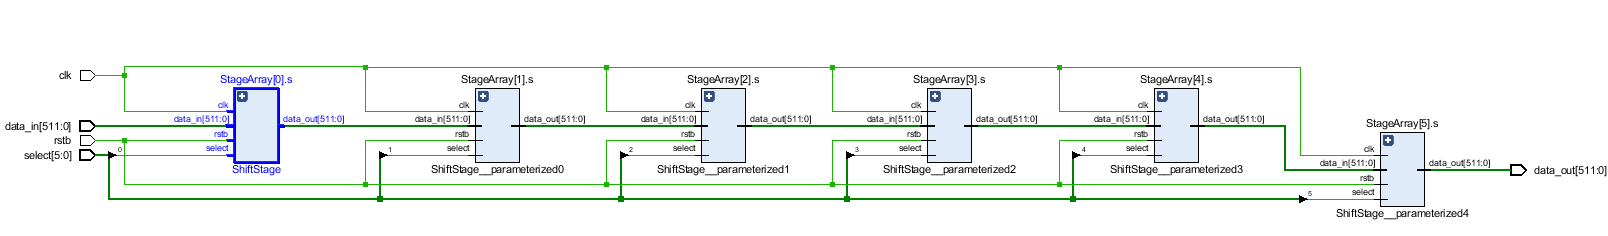 clk
data_in[511:0]
rstb
select[5:0]
0
StageArray[0].s
clk
data_in[511:0]
rstb
select
data_out[511:0]
ShiftStage
1
StageArray[1].s
clk
data_in[511:0]
rstb
select
data_out[511:0]
ShiftStage__parameterized0
2
StageArray[2].s
clk
data_in[511:0]
rstb
select
data_out[511:0]
ShiftStage__parameterized1
3
StageArray[3].s
clk
data_in[511:0]
rstb
select
data_out[511:0]
ShiftStage__parameterized2
4
StageArray[4].s
clk
data_in[511:0]
rstb
select
data_out[511:0]
ShiftStage__parameterized3
5
StageArray[5].s
clk
data_in[511:0]
rstb
select
data_out[511:0]
ShiftStage__parameterized4
data_out[511:0]